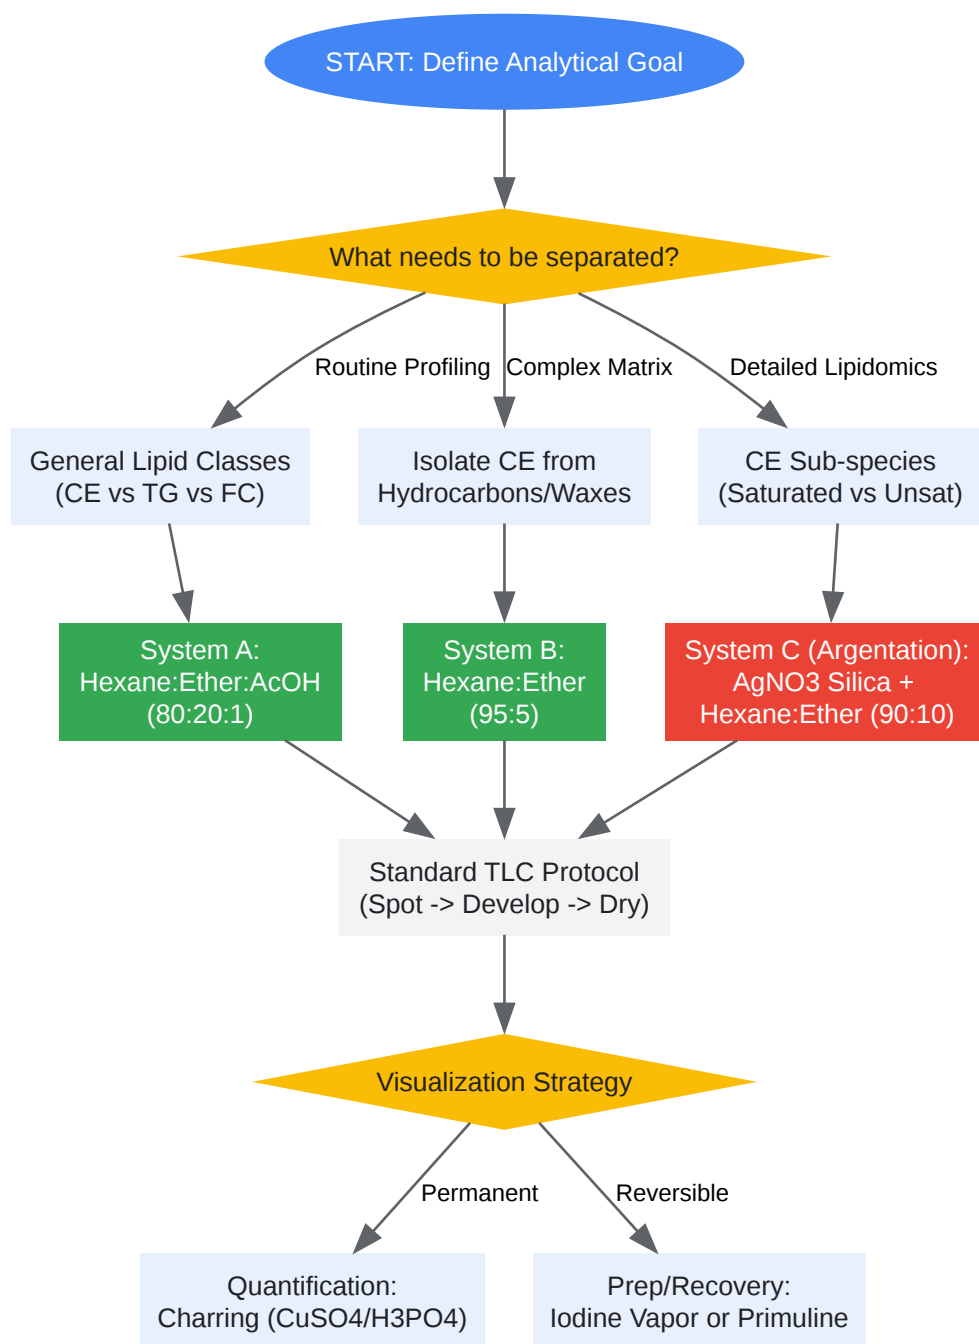 START: Define Analytical Goal
What needs to be separated?
Routine Profiling
Complex Matrix
Detailed Lipidomics
General Lipid Classes
(CE vs TG vs FC)
Isolate CE from
Hydrocarbons/Waxes
CE Sub-species
(Saturated vs Unsat)
System A:
Hexane:Ether:AcOH
(80:20:1)
System B:
Hexane:Ether
(95:5)
System C (Argentation):
AgNO3 Silica +
Hexane:Ether (90:10)
Standard TLC Protocol
(Spot -> Develop -> Dry)
Visualization Strategy
Permanent
Reversible
Quantification:
Charring (CuSO4/H3PO4)
Prep/Recovery:
Iodine Vapor or Primuline